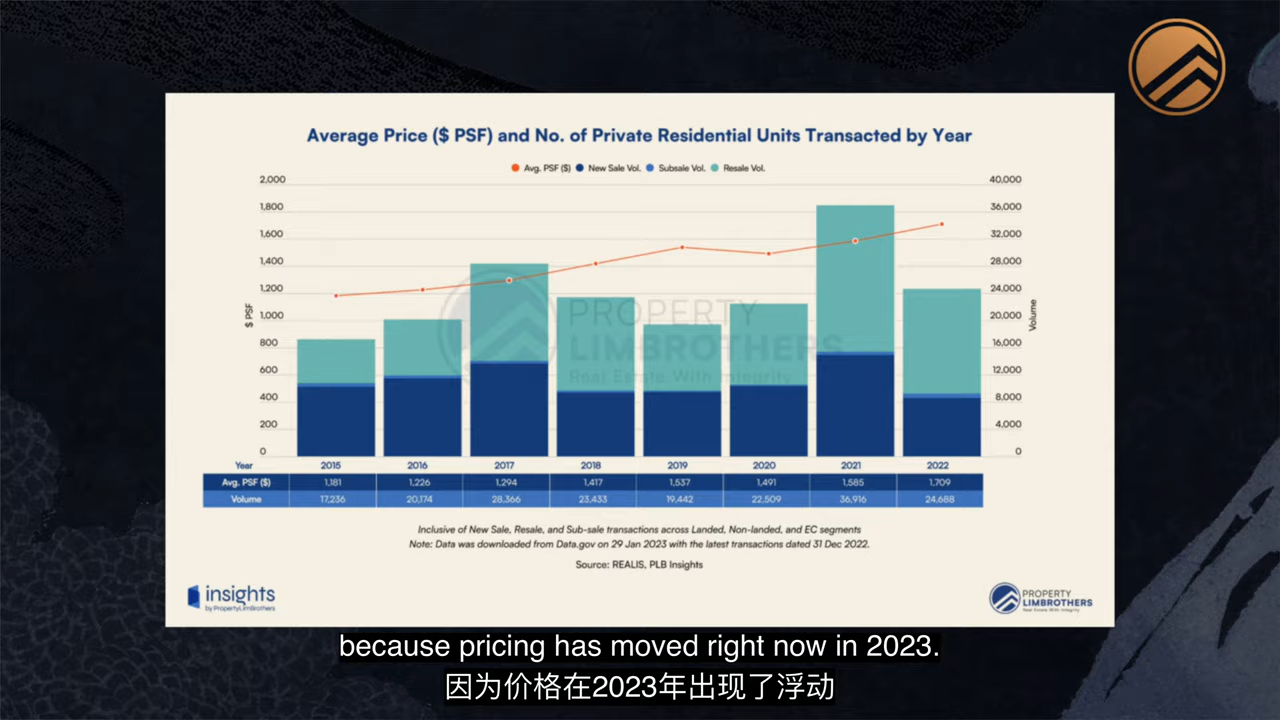 Average Price ($ PSF) and No. of Private Residential Units Transacted by Year
Avg. PSF ($) New Sale Vol. Subsale Vol. Resale Vol.
2,000 40,000
1,800 36,000
1,600 32,000
1,400 28,000
1,200 24,000
1,000 20,000
800 16,000
600 12,000
400 8,000
200 4,000
0 0
$ PSF
Volume
PROPERTY
LIMBROTHERS
Real Estate With Integrity
Year 2015 2016 2017 2018 2019 2020 2021 2022
Avg. PSF ($) 1,181 1,226 1,294 1,417 1,537 1,491 1,585 1,709
Volume 17,236 20,174 28,366 23,433 19,442 22,509 36,916 24,688
Inclusive of New Sale, Resale, and Sub-sale transactions across Landed, Non-landed, and EC segments
Note: Data was downloaded from Data.gov on 29 Jan 2023 with the latest transactions dated 31 Dec 2022.
Source: REALIS, PLB Insights
insights
by PropertyLimBrothers
PROPERTY
LIMBROTHERS
Real Estate With Integrity
because pricing has moved right now in 2023.
因为价格在2023年出现了浮动